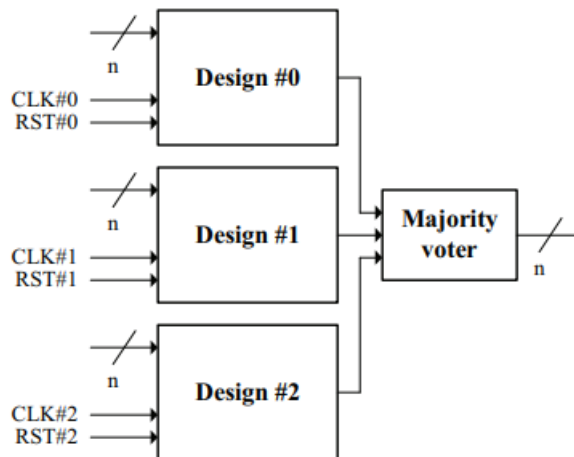 n
CLK#0
RST#0
Design #0
n
CLK#1
RST#1
Design #1
Majority
voter
n
n
CLK#2
RST#2
Design #2